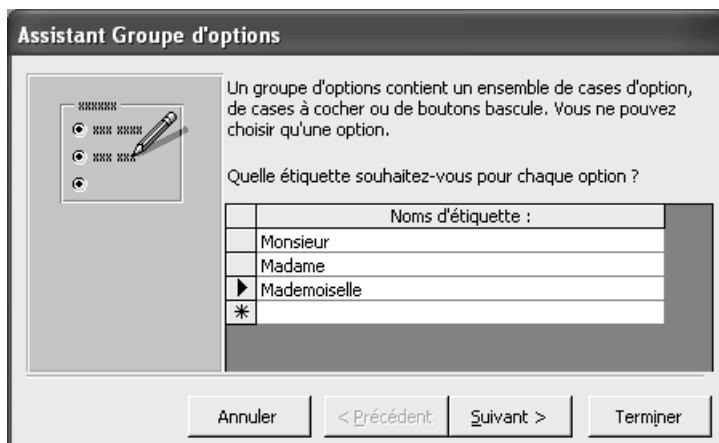 Assistant Groupe d'options
Un groupe d'options contient un ensemble de cases d'option,
de cases à cocher ou de boutons bascule. Vous ne pouvez
choisir qu'une option.
Quelle étiquette souhaitez-vous pour chaque option ?
Noms d'étiquette :
Monsieur
Madame
Mademoiselle
Annuler
< Précédent
Suivant >
Terminer